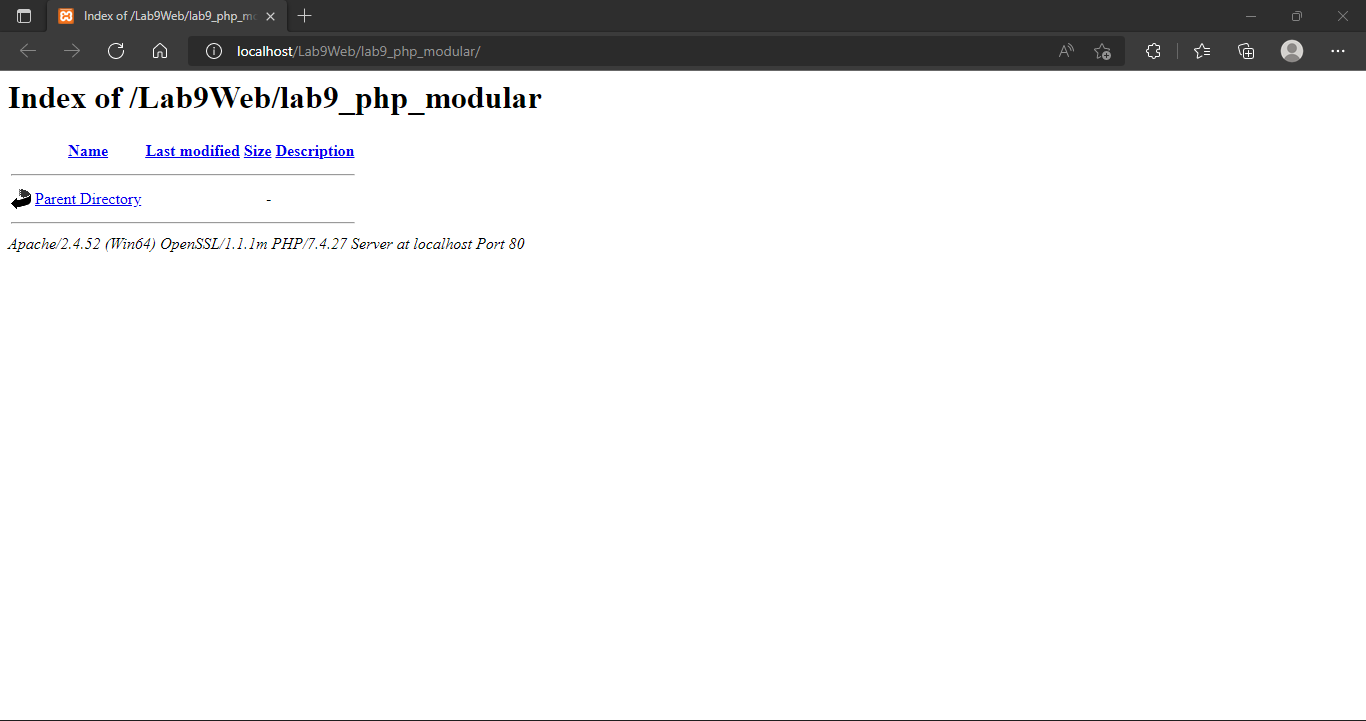 Index of /Lab9Web/lab9_php_m
localhost/Lab9Web/lab9_php_modular/
Index of /Lab9Web/lab9_php_modular
Name Last modified Size Description
Parent Directory -
Apache/2.4.52 (Win64) OpenSSL/1.1.1m PHP/7.4.27 Server at localhost Port 80